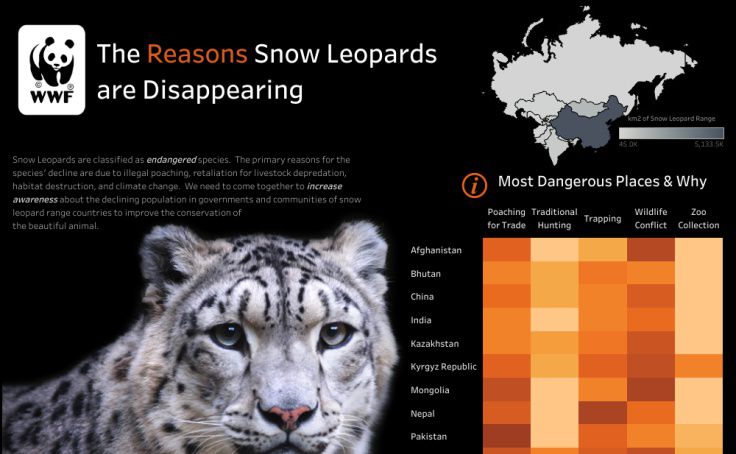 The Reasons Snow Leopards
are Disappearing
WWF
®
Snow Leopards are classified as endangered species. The primary reasons for the
species' decline are due to illegal poaching, retaliation for livestock depredation,
habitat destruction, and climate change. We need to come together to increase
awareness about the declining population in governments and communities of snow
leopard range countries to improve the conservation of
the beautiful animal.
km2 of Snow Leopard Range
45.0K 5,133.5K
i Most Dangerous Places & Why
Poaching Traditional Trapping Wildlife Zoo
for Trade Hunting Conflict Collection
Afghanistan
Bhutan
China
India
Kazakhstan
Kyrgyz Republic
Mongolia
Nepal
Pakistan